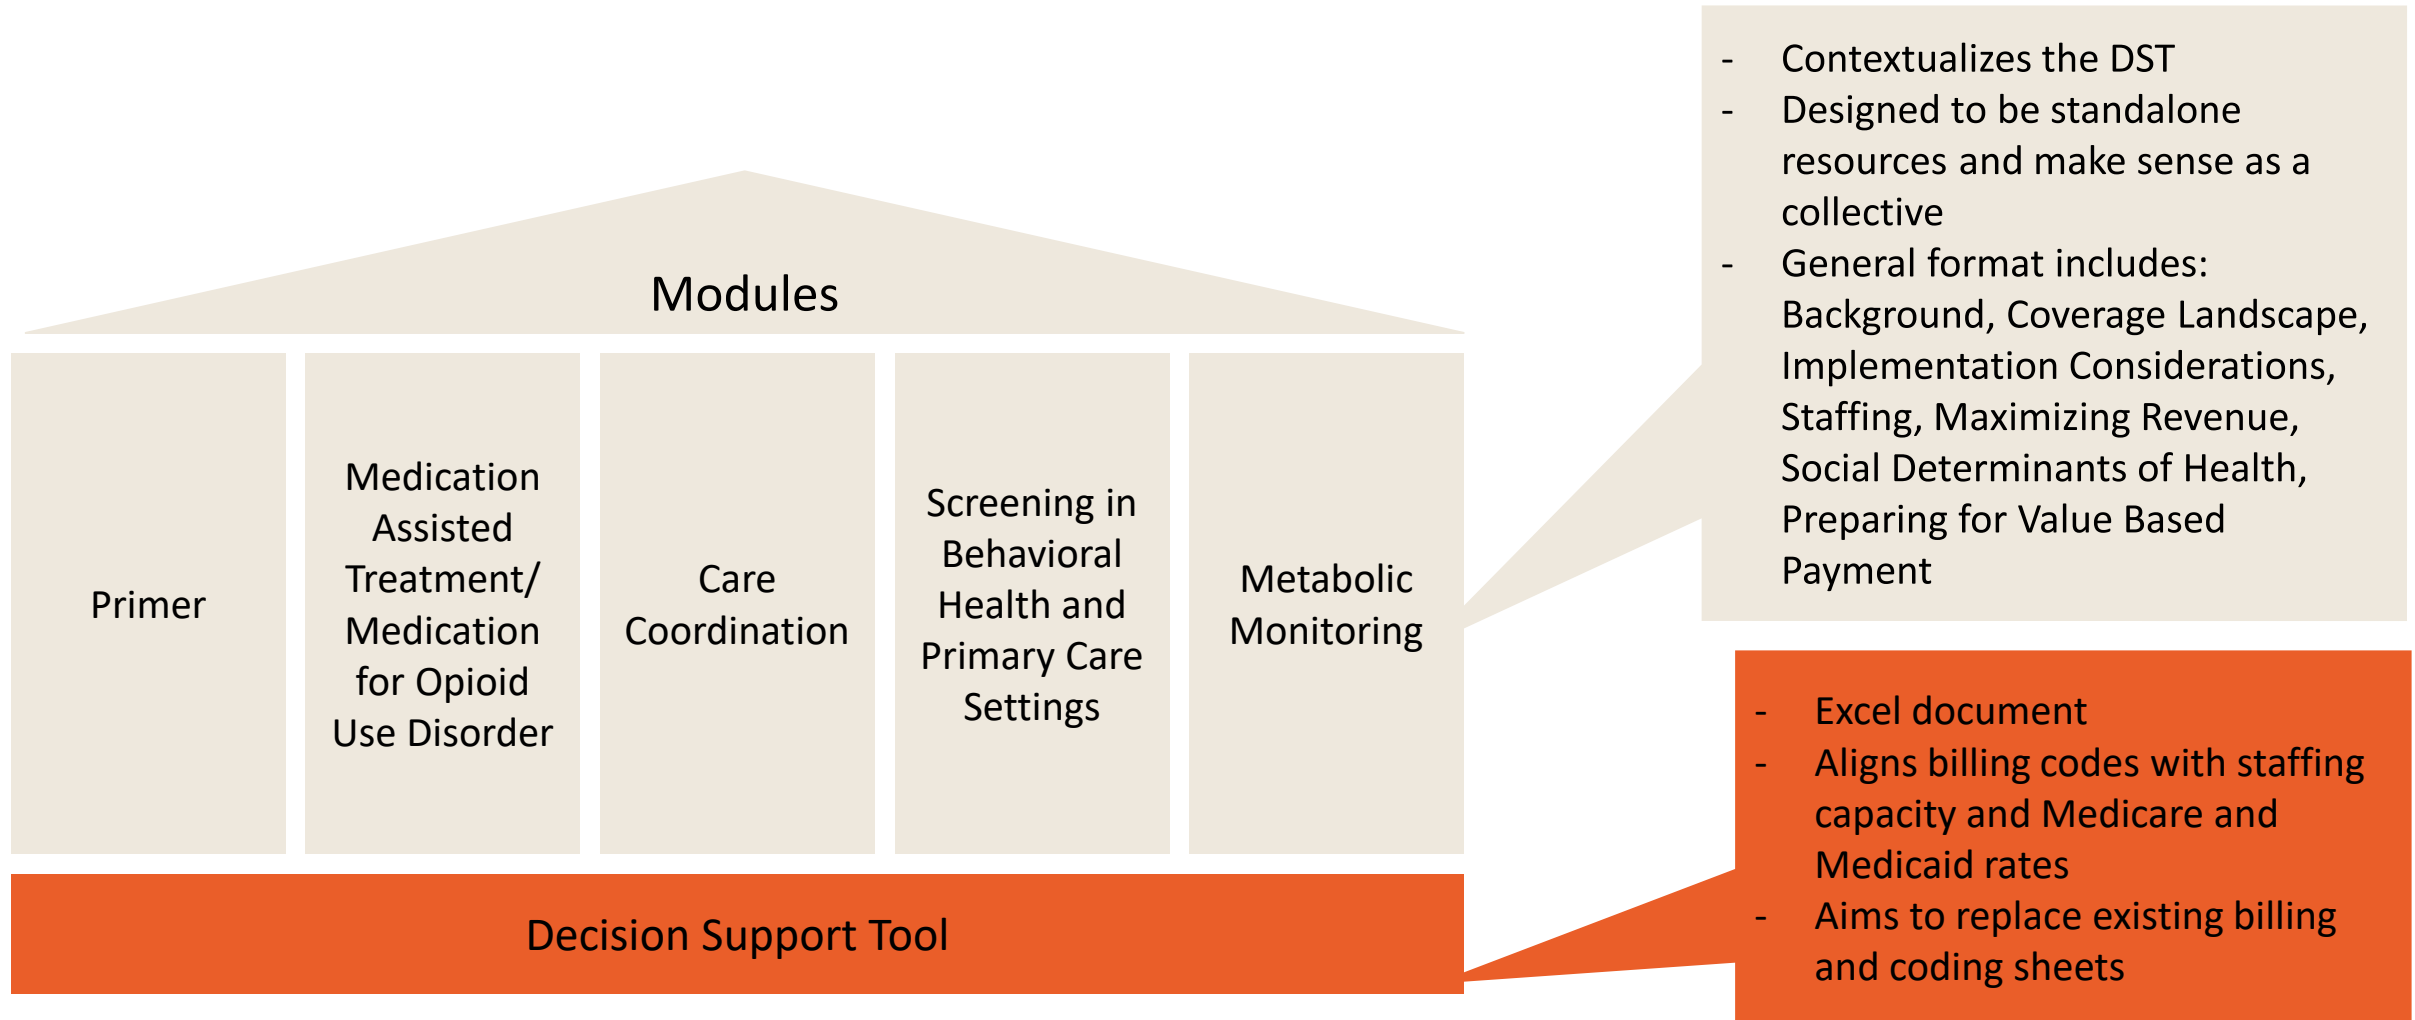 Modules
Primer
Medication
Assisted
Treatment/
Medication
for Opioid
Use Disorder
Care
Coordination
Screening in
Behavioral
Health and
Primary Care
Settings
Metabolic
Monitoring
Decision Support Tool
- Contextualizes the DST
- Designed to be standalone
resources and make sense as a
collective
- General format includes:
Background, Coverage Landscape,
Implementation Considerations,
Staffing, Maximizing Revenue,
Social Determinants of Health,
Preparing for Value Based
Payment
- Excel document
- Aligns billing codes with staffing
capacity and Medicare and
Medicaid rates
- Aims to replace existing billing
and coding sheets